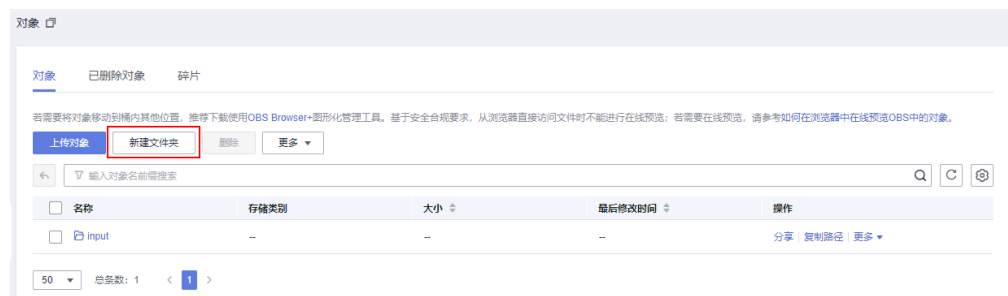 对象
对象 已删除对象 碎片
若需要将对象移动到桶内其他位置，推荐下载使用OBS Browser+图形化管理工具。基于安全合规要求，从浏览器直接访问文件时不能进行在线预览；若需要在线预览，请参考如何在浏览器中在线预览OBS中的对象。
上传对象 新建文件夹 删除 更多
输入对象名前缀搜索
名称 存储类别 大小 最后修改时间 操作
input -- -- -- 分享 复制路径 更多
50 总条数：1 < 1 >